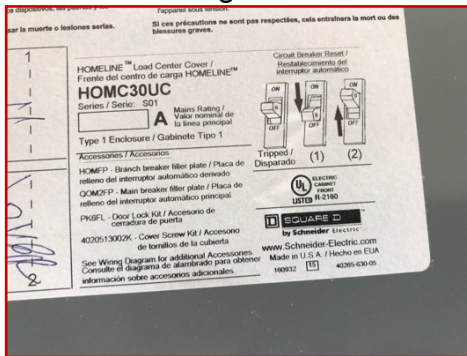 l'appareil sous tension.
sar la muerte o lesiones serias.
Si ces précautions ne sont pas respectées, cela entraînera la mort ou des
blessures graves.
HOMELINE™ Load Center Cover /
Frente del centro de carga HOMELINE™
HOMC30UC
Series / Serie: S01
A
Mains Rating /
Valor nominal de
la línea principal
Type 1 Enclosure / Gabinete Tipo 1
Accessories / Accesorios
HOMFP - Branch breaker filler plate / Placa de
relleno del interruptor automático derivado
QOM2FP - Main breaker filler plate / Placa de
relleno del interruptor automático principal
PK6FL - Door Lock Kit / Accesorio de
cerradura de puerta
4020513002K - Cover Screw Kit / Accesorio
de tornillos de la cubierta
See Wiring Diagram for additional Accessories.
Consulte el diagrama de alambrado para obtener
información sobre accesorios adicionales.
Circuit Breaker Reset /
Restablecimiento del
interruptor automático
ON ON ON
OFF OFF OFF
Tripped / (1) (2)
Disparado
UL
ELECTRIC
CABINET
FRONT
LISTED R-2160
SQUARE D
by Schneider Electric
www.Schneider-Electric.com
Made in U.S.A. / Hecho en EUA
160932 15 40265-630-05
1
2